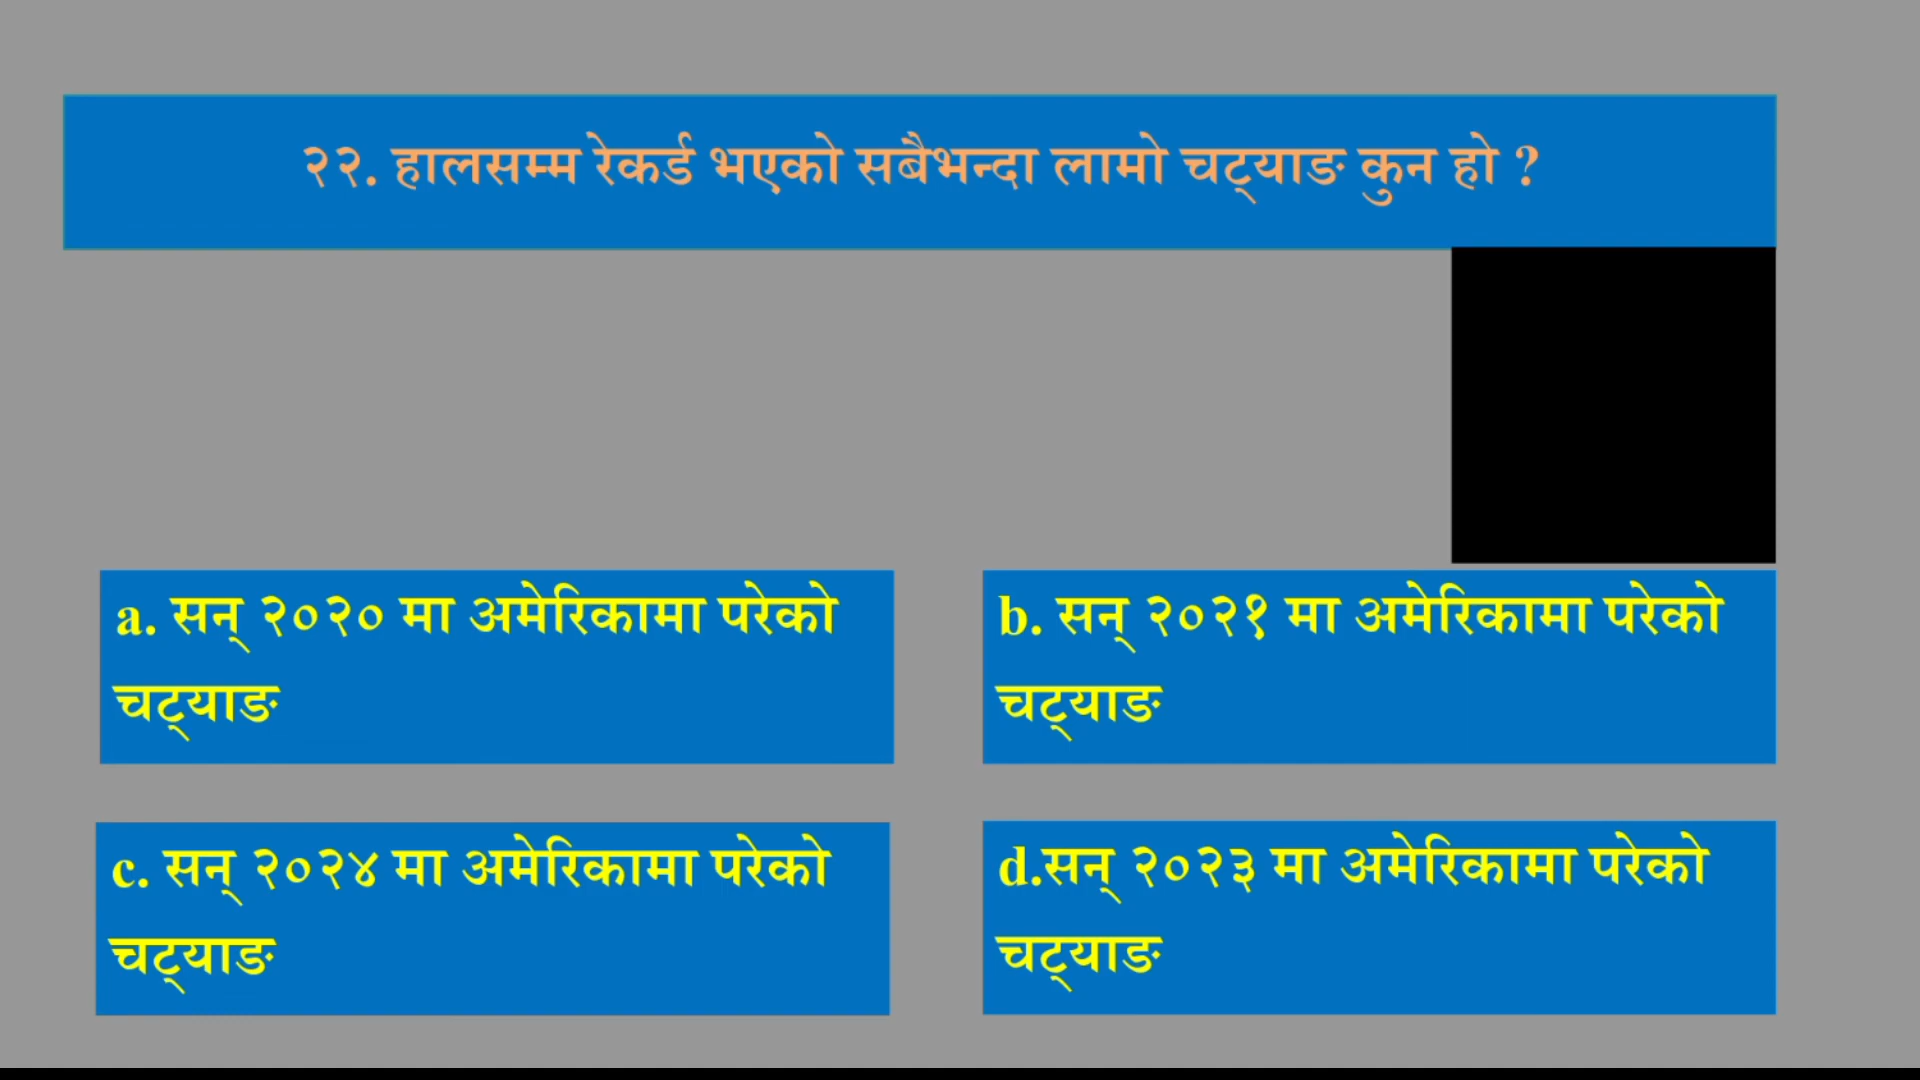 २२. हालसम्म रेकर्ड भएको सबैभन्दा लामो चट्याङ कुन हो ?
a. सन् २०२० मा अमेरिकामा परेको
चट्याङ
b. सन् २०२१ मा अमेरिकामा परेको
चट्याङ
c. सन् २०२४ मा अमेरिकामा परेको
चट्याङ
d.सन् २०२३ मा अमेरिकामा परेको
चट्याङ